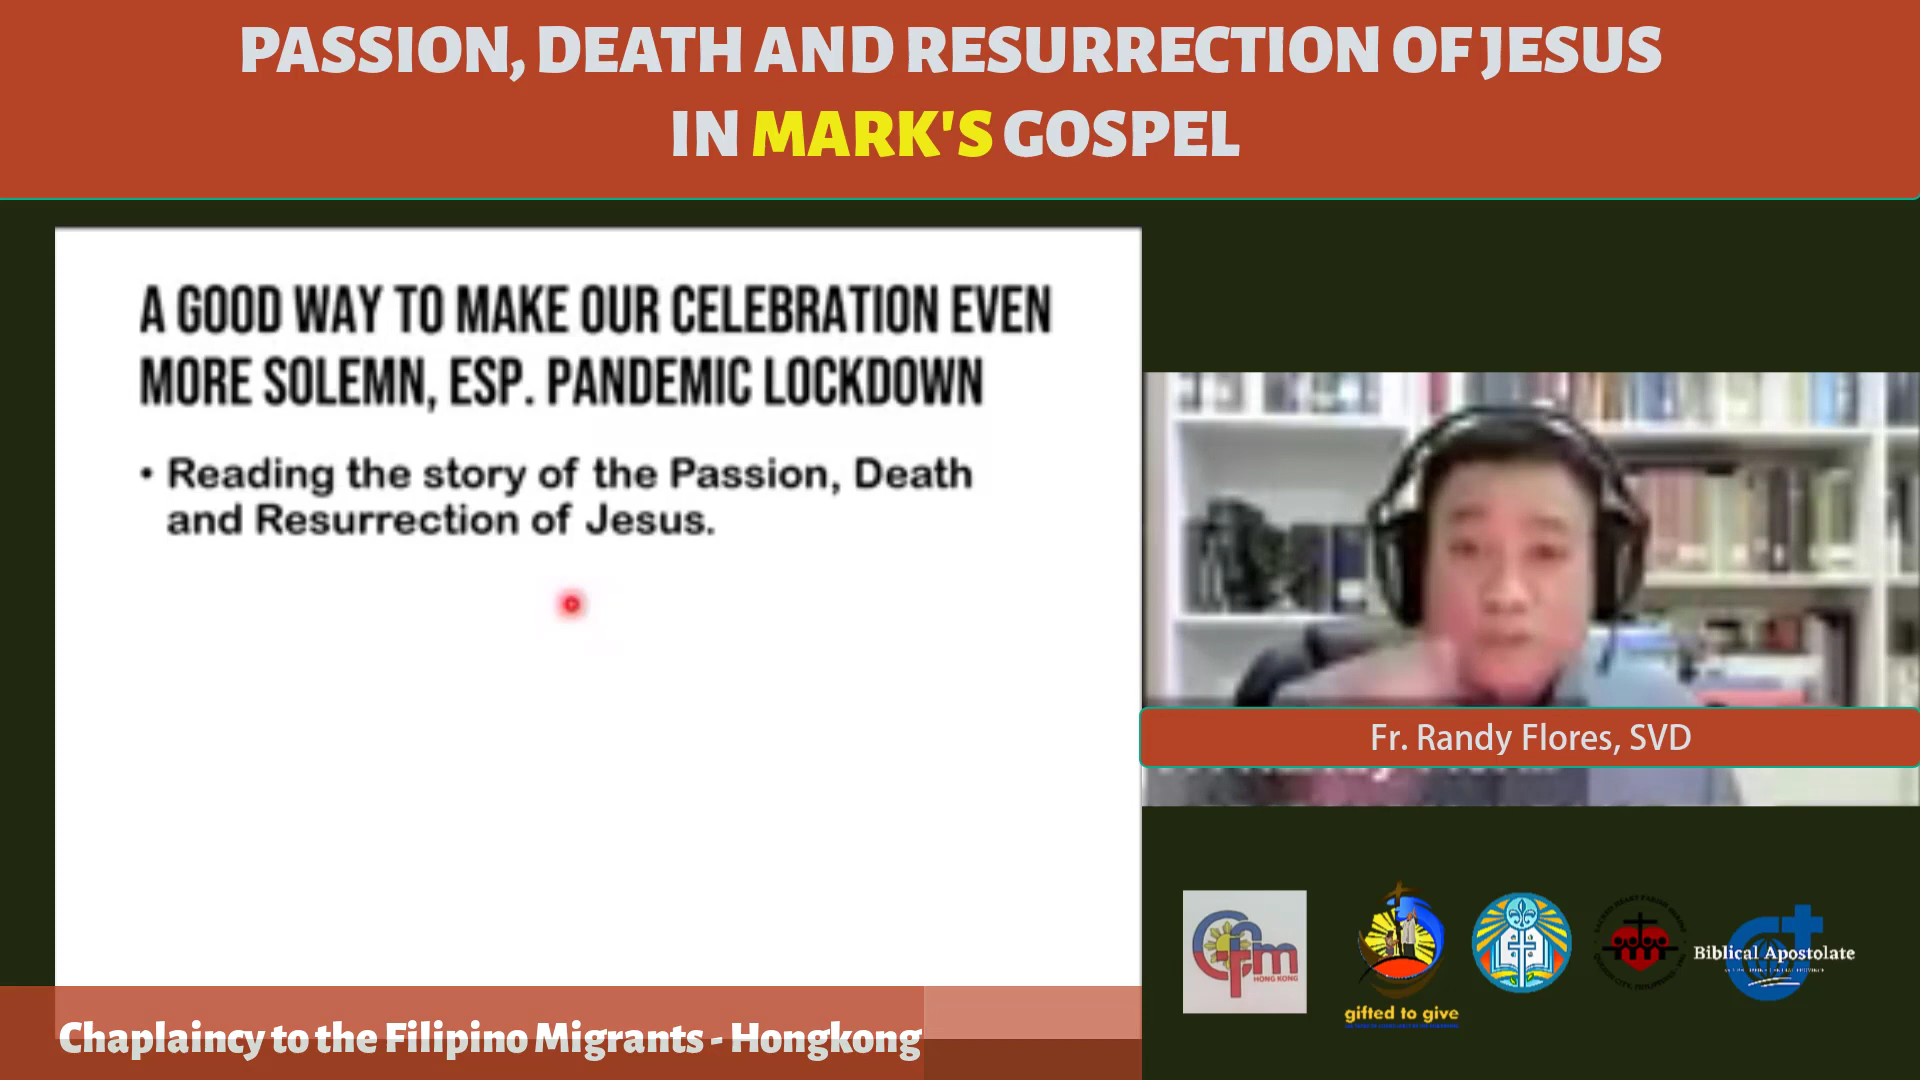 PASSION, DEATH AND RESURRECTION OF JESUS
IN MARK'S GOSPEL
A GOOD WAY TO MAKE OUR CELEBRATION EVEN
MORE SOLEMN, ESP. PANDEMIC LOCKDOWN
• Reading the story of the Passion, Death
and Resurrection of Jesus.
Fr. Randy Flores, SVD
cfm
HONG KONG
gifted to give
Biblical Apostolate
Chaplaincy to the Filipino Migrants - Hongkong